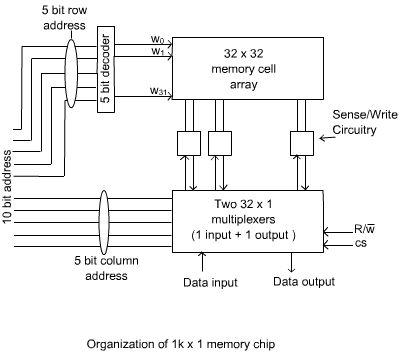 5 bit row
address
5 bit decoder
w0
w1
w31
32 x 32
memory cell
array
Sense/Write
Circuitry
10 bit address
Two 32 x 1
multiplexers
(1 input + 1 output )
R/w̅
cs
5 bit column
address
Data input
Data output
Organization of 1k x 1 memory chip